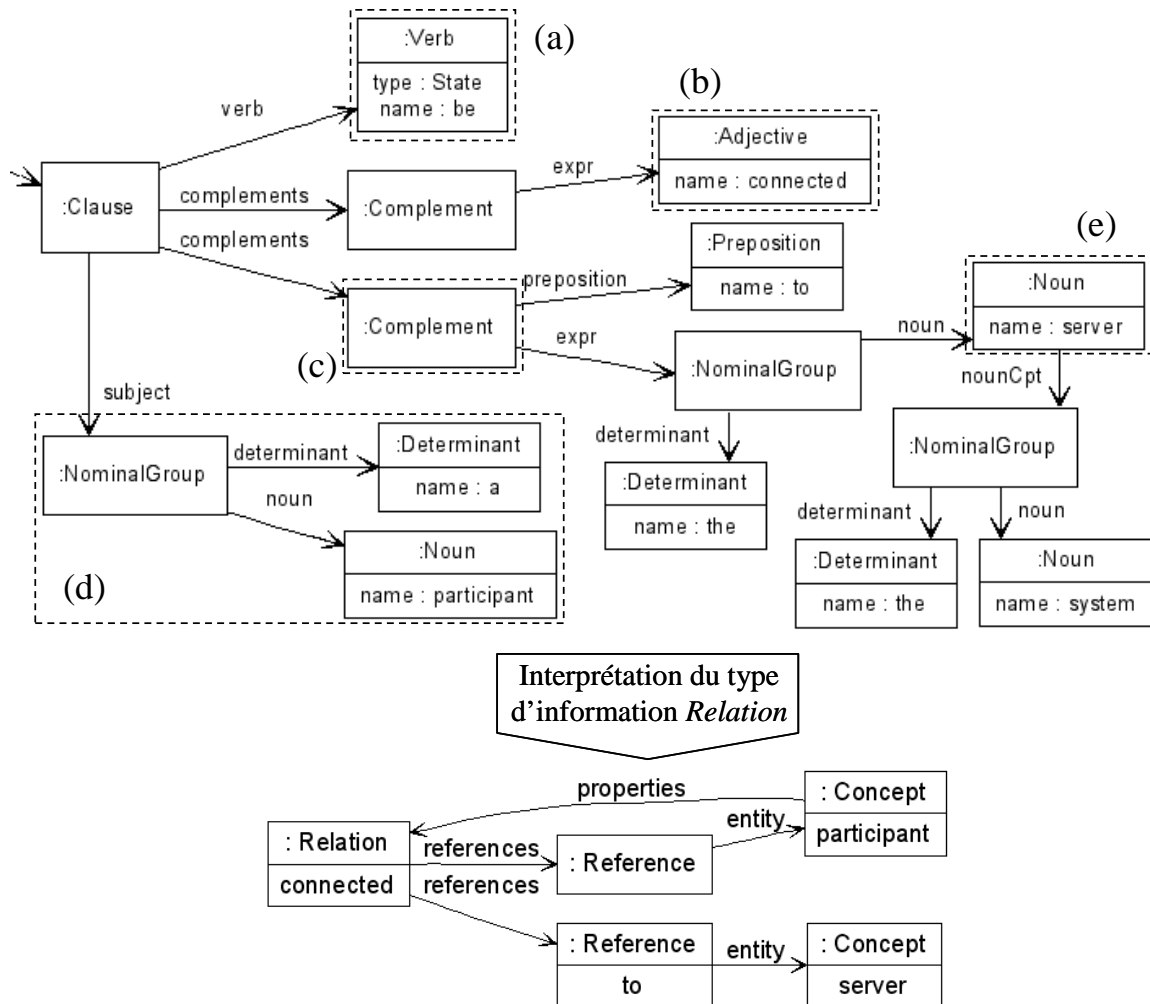 (a)
:Verb
type : State
name : be
verb
(b)
:Adjective
name : connected
expr
:Clause
complements
:Complement
complements
(e)
:Preposition
name : to
preposition
:Noun
name : server
:Complement
(c)
expr
noun
:NominalGroup
nounCpt
subject
determinant
:NominalGroup
:NominalGroup
determinant
:Determinant
name : a
noun
:Determinant
name : the
determinant
noun
(d)
:Noun
name : participant
:Determinant
name : the
:Noun
name : system
Interprétation du type
d'information Relation
properties
: Concept
participant
entity
: Relation
connected
references
references
: Reference
: Reference
to
entity
: Concept
server